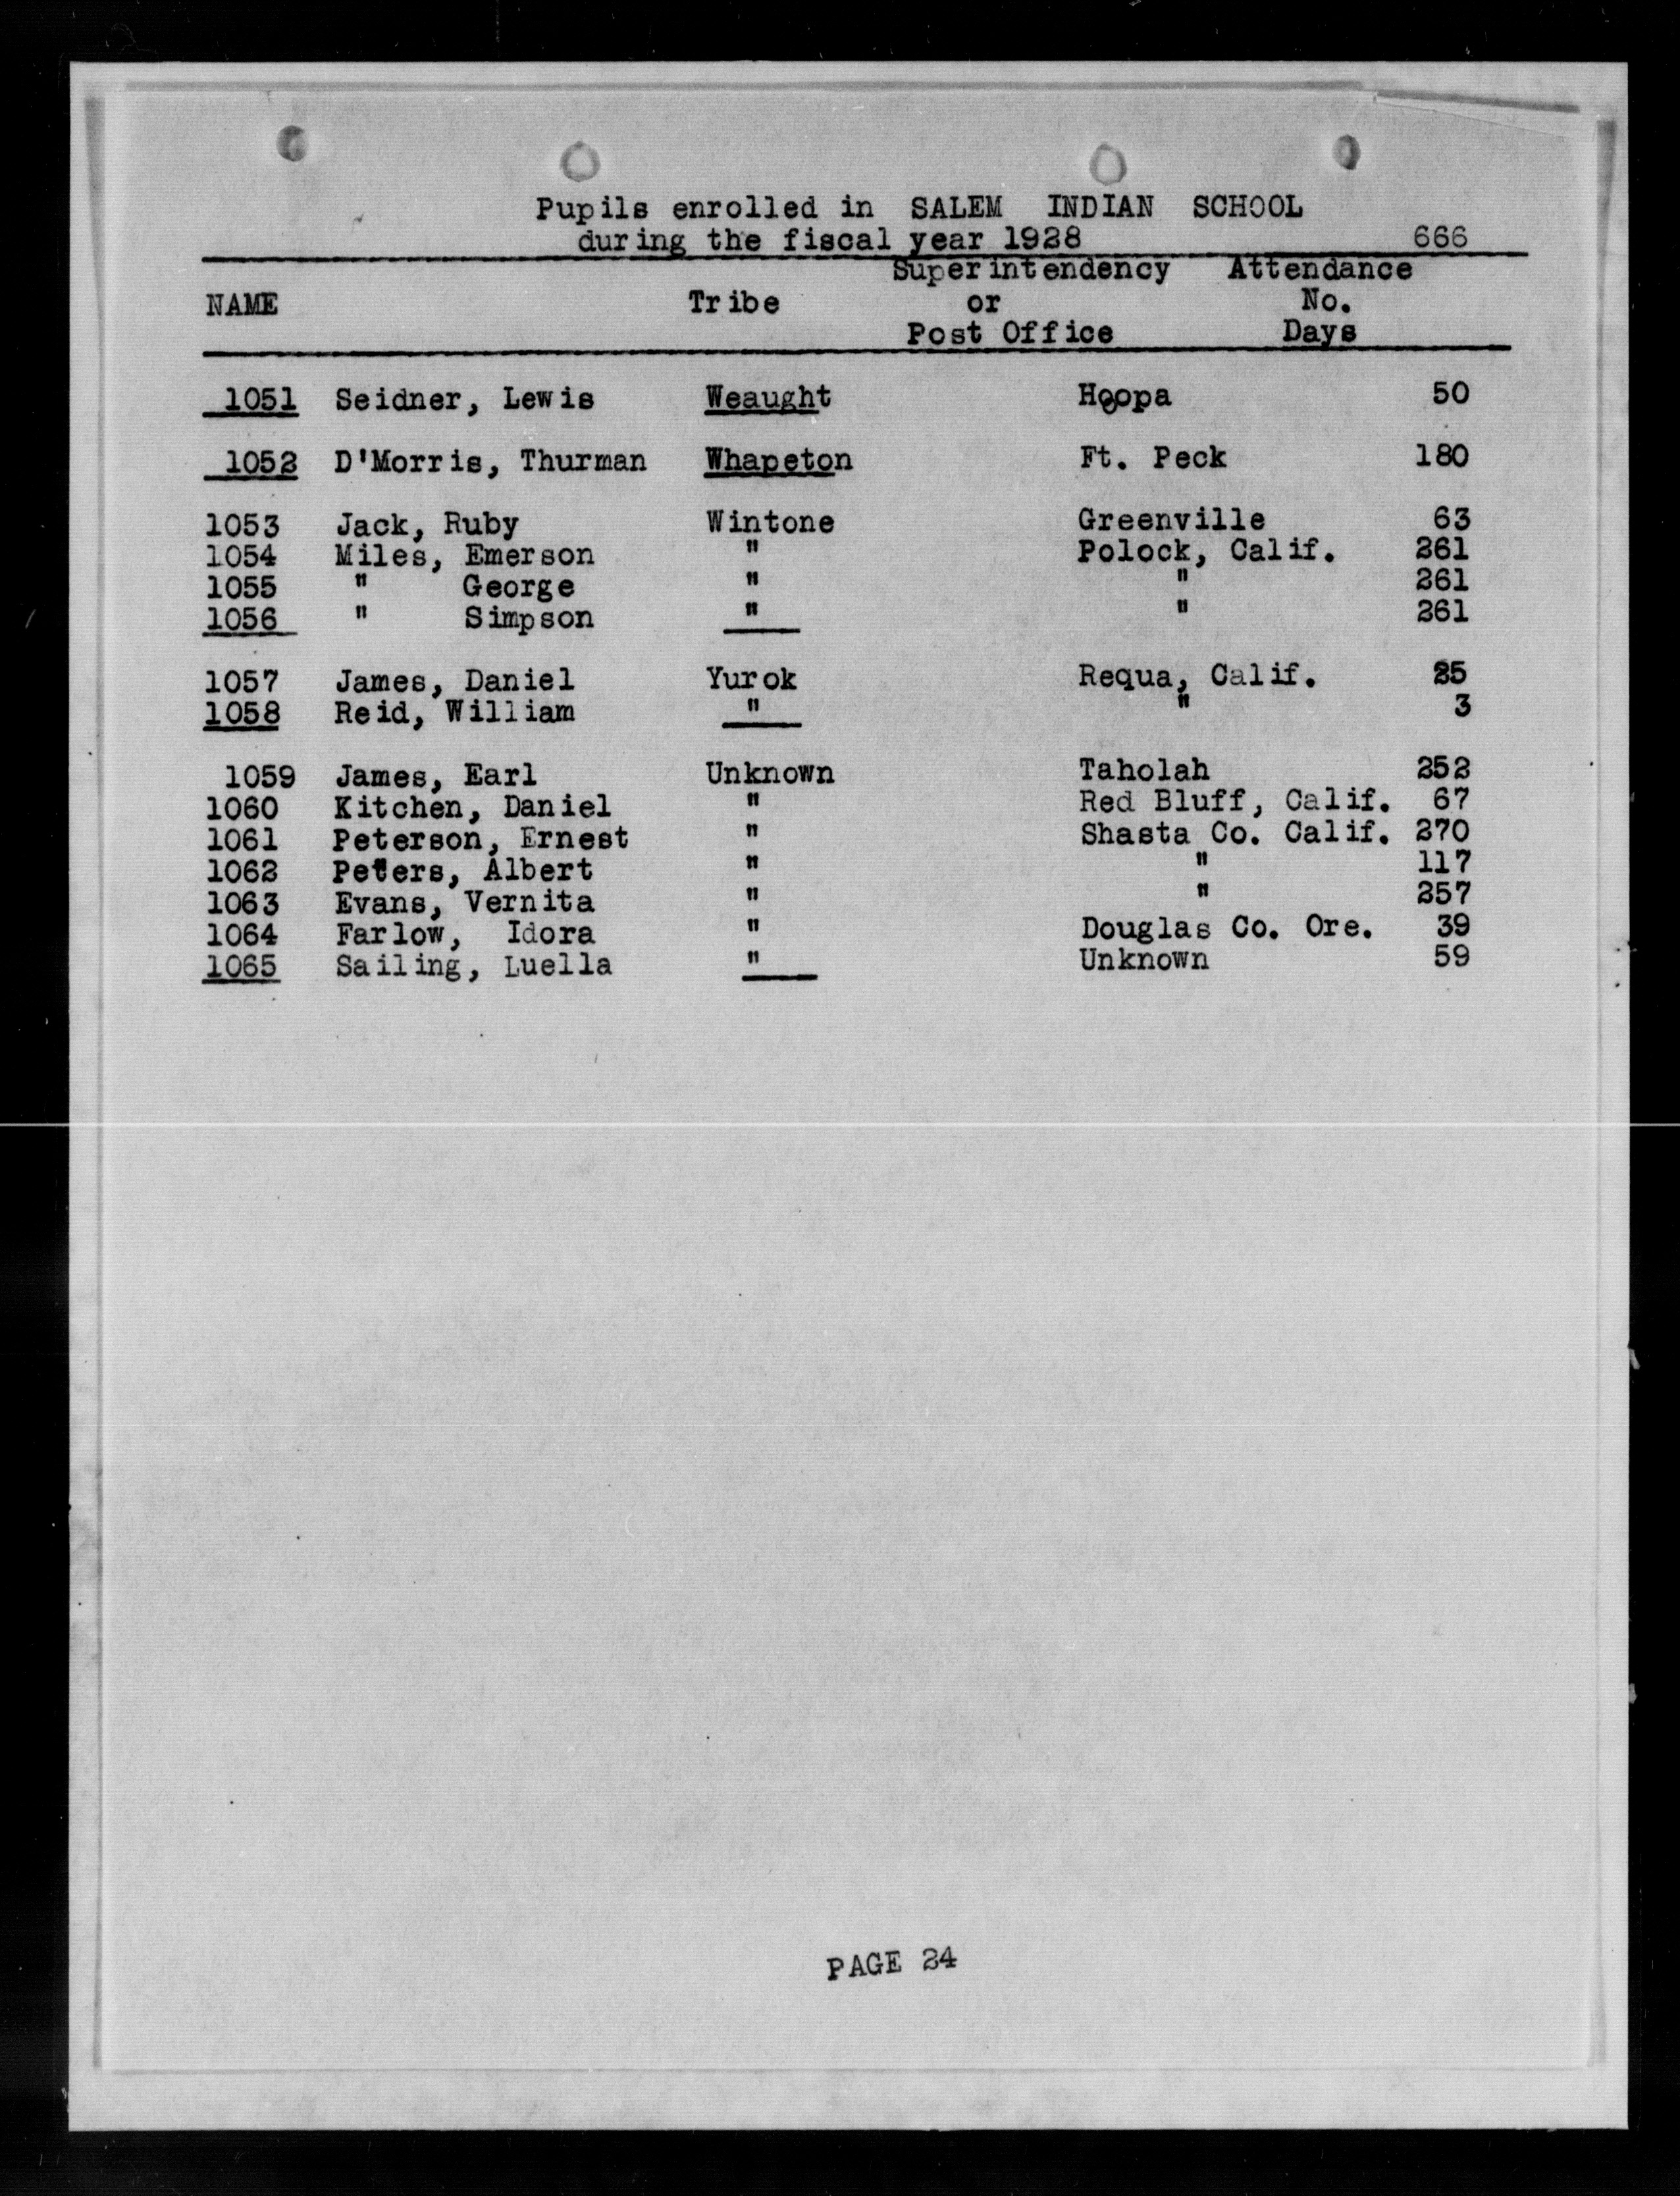 Pupils enrolled in SALEM INDIAN SCHOOL
during the fiscal year 1928 666
Superintendency Attendance
NAME Tribe or No.
Post Office Days
1051 Seidner, Lewis Weaught Hoopa 50
1052 D'Morris, Thurman Whapeton Ft. Peck 180
1053 Jack, Ruby Wintone Greenville 63
1054 Miles, Emerson " Polock, Calif. 261
1055 " George " " 261
1056 " Simpson " " 261
1057 James, Daniel Yurok Requa, Calif. 25
1058 Reid, William " " 3
1059 James, Earl Unknown Taholah 252
1060 Kitchen, Daniel " Red Bluff, Calif. 67
1061 Peterson, Ernest " Shasta Co. Calif. 270
1062 Peters, Albert " " 117
1063 Evans, Vernita " " 257
1064 Farlow, Idora " Douglas Co. Ore. 39
1065 Sailing, Luella " Unknown 59
PAGE 24